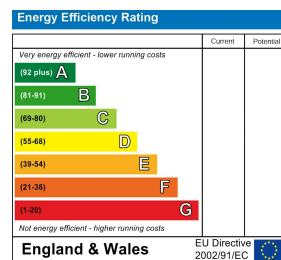 Energy Efficiency Rating
Current Potential
Very energy efficient - lower running costs
(92 plus) A
(81-91) B
(69-80) C
(55-68) D
(39-54) E
(21-38) F
(1-20) G
Not energy efficient - higher running costs
England & Wales
EU Directive
2002/91/EC